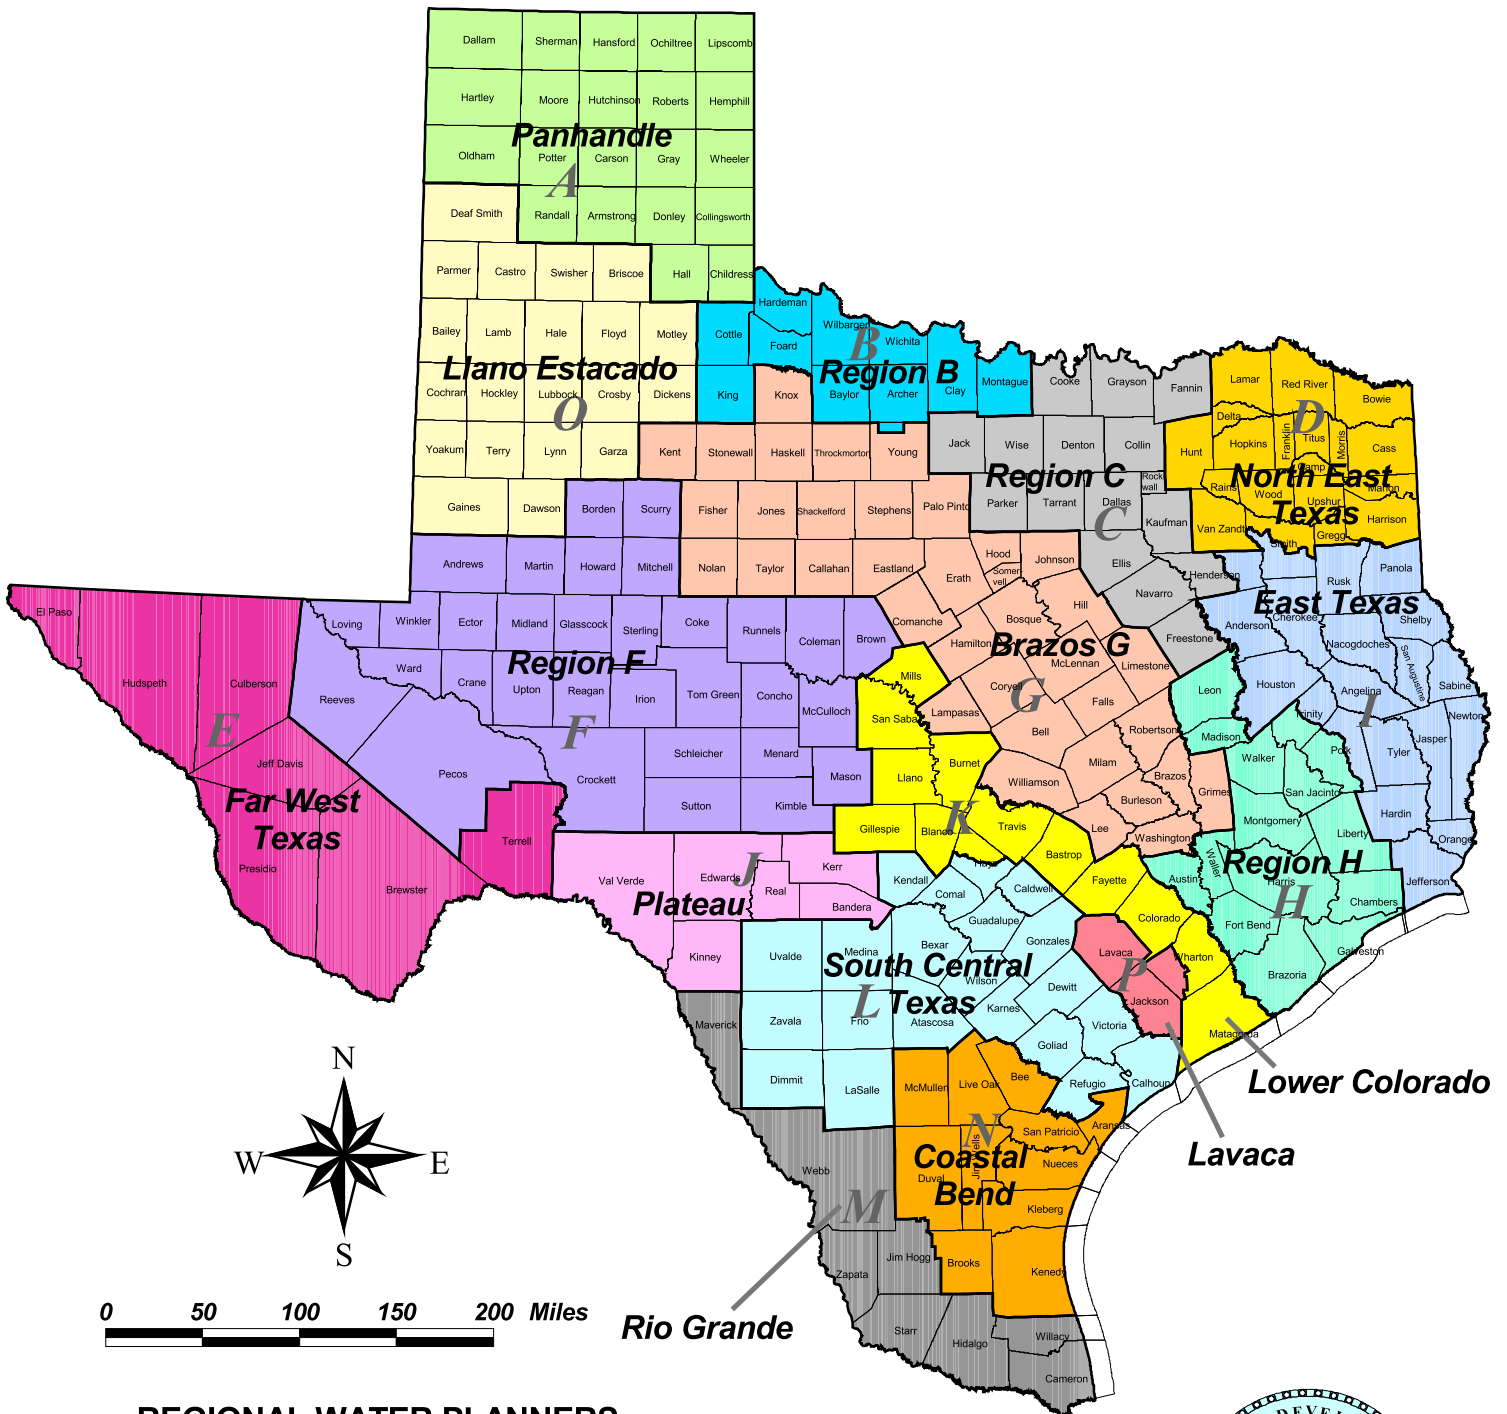 Dallam Sherman Hansford Ochiltree Lipscomb
Hartley Moore Hutchinson Roberts Hemphill
Panhandle
Oldham Potter Carson Gray Wheeler
A
Deaf Smith Randall Armstrong Donley Collingsworth
Parmer Castro Swisher Briscoe Hall Childress
Hardeman
Bailey Lamb Hale Floyd Motley Cottle Foard Wilbarger Wichita
B
Llano Estacado
Region B
Cochran Hockley Lubbock Crosby Dickens King Knox Baylor Archer Clay Montague Cooke Grayson Fannin Lamar Red River Bowie
O
D
Delta
Yoakum Terry Lynn Garza Kent Stonewall Haskell Throckmorton Young Jack Wise Denton Collin Hunt Hopkins Franklin Titus Morris Cass
Camp
Region C
North East
Texas
Rock
wall
Rains Wood Upshur Marion
Gaines Dawson Borden Scurry Fisher Jones Shackelford Stephens Palo Pinto Parker Tarrant Dallas Kaufman Van Zandt Smith Gregg Harrison
C
Andrews Martin Howard Mitchell Nolan Taylor Callahan Eastland Erath Hood Johnson Ellis Henderson Rusk Panola
Somer-
vell
East Texas
El Paso Loving Winkler Ector Midland Glasscock Sterling Coke Runnels Coleman Brown Comanche Hamilton Bosque Hill Navarro Freestone Anderson Cherokee Nacogdoches Shelby
Brazos G
Region F
Hudspeth Culberson Reeves Ward Crane Upton Reagan Irion Tom Green Concho McCulloch Mills San Saba Lampasas Coryell McLennan Limestone Falls Leon Houston Angelina San Augustine Sabine
E
F
G
I
Jeff Davis Pecos Crockett Schleicher Menard Mason Llano Burnet Bell Milam Robertson Madison Trinity Walker Polk Tyler Jasper Newton
Far West
Texas
Sutton Kimble Williamson Burleson Brazos Grimes San Jacinto Hardin
Terrell Gillespie Blanco Travis Lee Washington Montgomery Liberty Orange
K
Presidio Brewster Val Verde Edwards Kerr Real Bandera Kendall Hays Bastrop Fayette Austin Waller Harris Jefferson
J
Plateau
Region H
H
Comal Caldwell Guadalupe Colorado Fort Bend Chambers
Kinney Uvalde Medina Bexar Gonzales Lavaca Wharton Galveston
South Central
Texas
L
P
Wilson Dewitt Jackson Brazoria
Maverick Zavala Frio Atascosa Karnes Victoria Matagorda
Goliad
Dimmit LaSalle McMullen Live Oak Bee Refugio Calhoun
Lower Colorado
N
N
Jim Wells San Patricio Aransas
Lavaca
Coastal
Bend
W E
Webb Duval Nueces
M
Kleberg
S
Jim Hogg Brooks Kenedy
Zapata
0 50 100 150 200 Miles
Rio Grande
Starr Hidalgo Willacy
Cameron
REGIONAL WATER PLANNERS